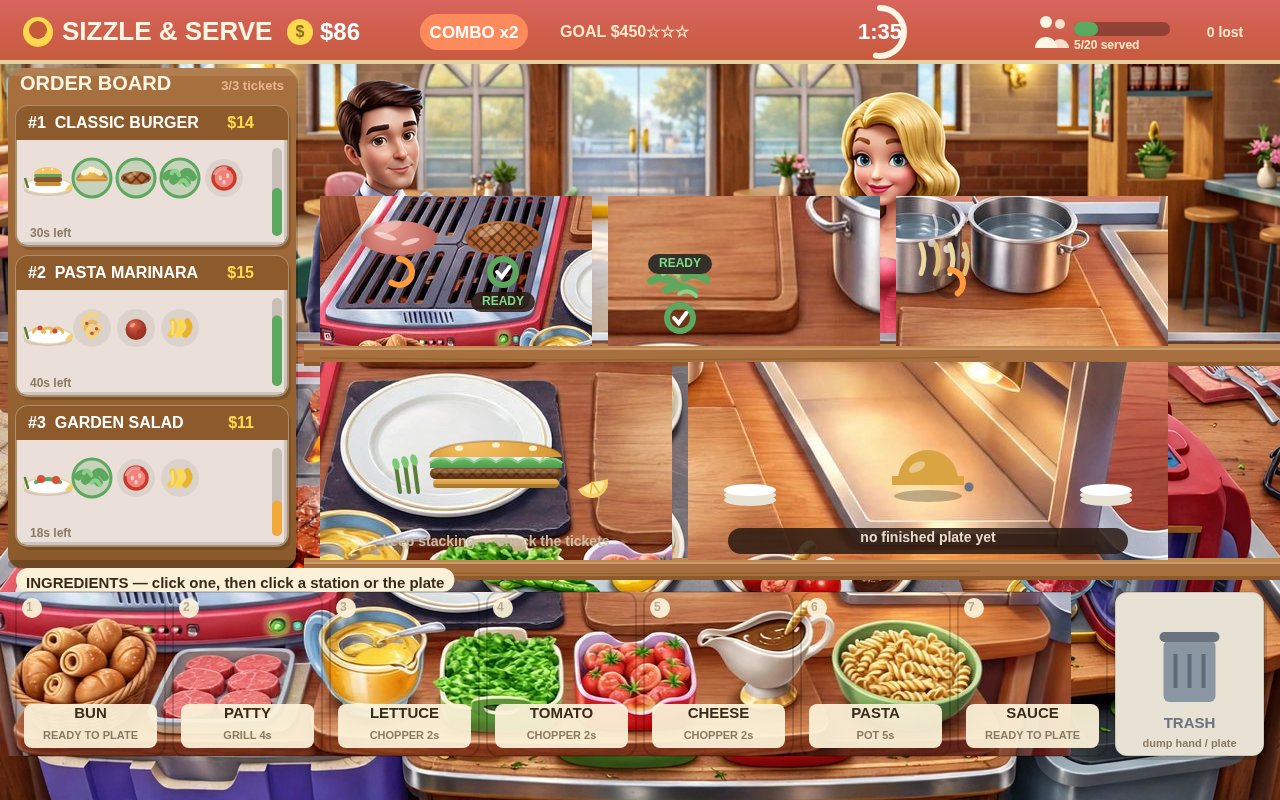 SIZZLE & SERVE
$ $86
COMBO x2
GOAL $450☆☆☆
1:35
5/20 served
0 lost
ORDER BOARD
3/3 tickets
#1 CLASSIC BURGER $14
30s left
#2 PASTA MARINARA $15
40s left
#3 GARDEN SALAD $11
18s left
READY
READY
no finished plate yet
the tickets
INGREDIENTS — click one, then click a station or the plate
1
2
3
4
5
6
7
BUN
READY TO PLATE
PATTY
GRILL 4s
LETTUCE
CHOPPER 2s
TOMATO
CHOPPER 2s
CHEESE
CHOPPER 2s
PASTA
POT 5s
SAUCE
READY TO PLATE
TRASH
dump hand / plate